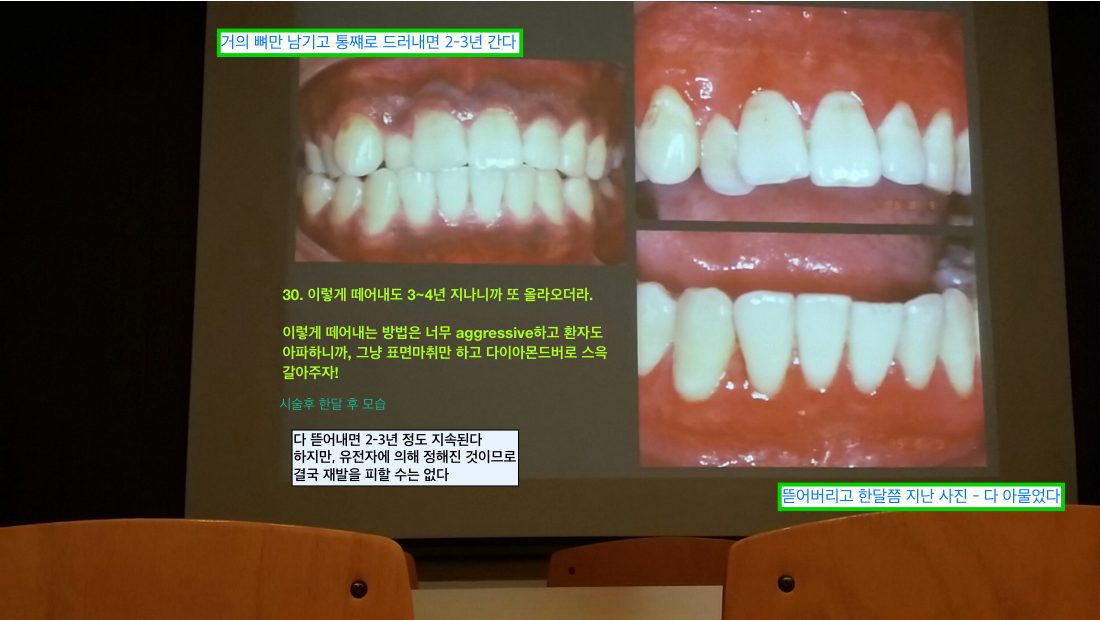 거의 뼈만 남기고 통째로 드러내면 2-3년 간다
30. 이렇게 떼어내도 3~4년 지나니까 또 올라오더라.
이렇게 떼어내는 방법은 너무 aggressive하고 환자도
아파하니까, 그냥 표면마취만 하고 다이아몬드버로 스윽
갈아주자!
시술후 한달 후 모습
다 뜯어내면 2-3년 정도 지속된다
하지만, 유전자에 의해 정해진 것이므로
결국 재발을 피할 수는 없다
뜯어버리고 한달쯤 지난 사진 - 다 아물었다